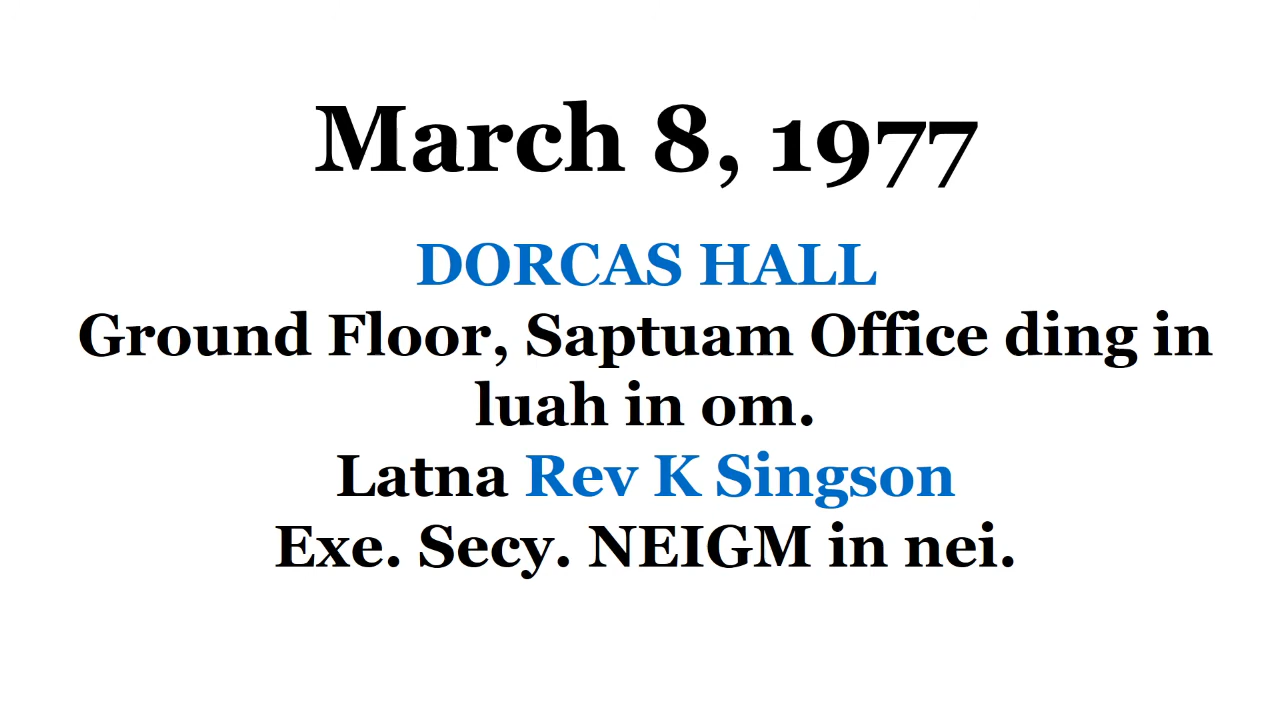 March 8, 1977
DORCAS HALL
Ground Floor, Saptuam Office ding in
luah in om.
Latna Rev K Singson
Exe. Secy. NEIGM in nei.